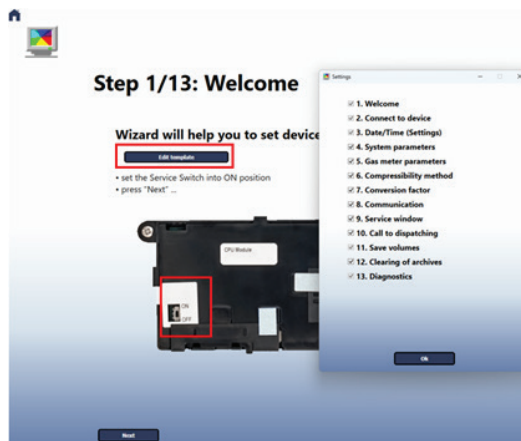 Step 1/13: Welcome
Wizard will help you to set device
Edit template
• set the Service Switch into ON position
• press "Next" ...
CPU Module
ON
OFF
Next
Settings
1. Welcome
2. Connect to device
3. Date/Time (Settings)
4. System parameters
5. Gas meter parameters
6. Compressibility method
7. Conversion factor
8. Communication
9. Service window
10. Call to dispatching
11. Save volumes
12. Clearing of archives
13. Diagnostics
Ok